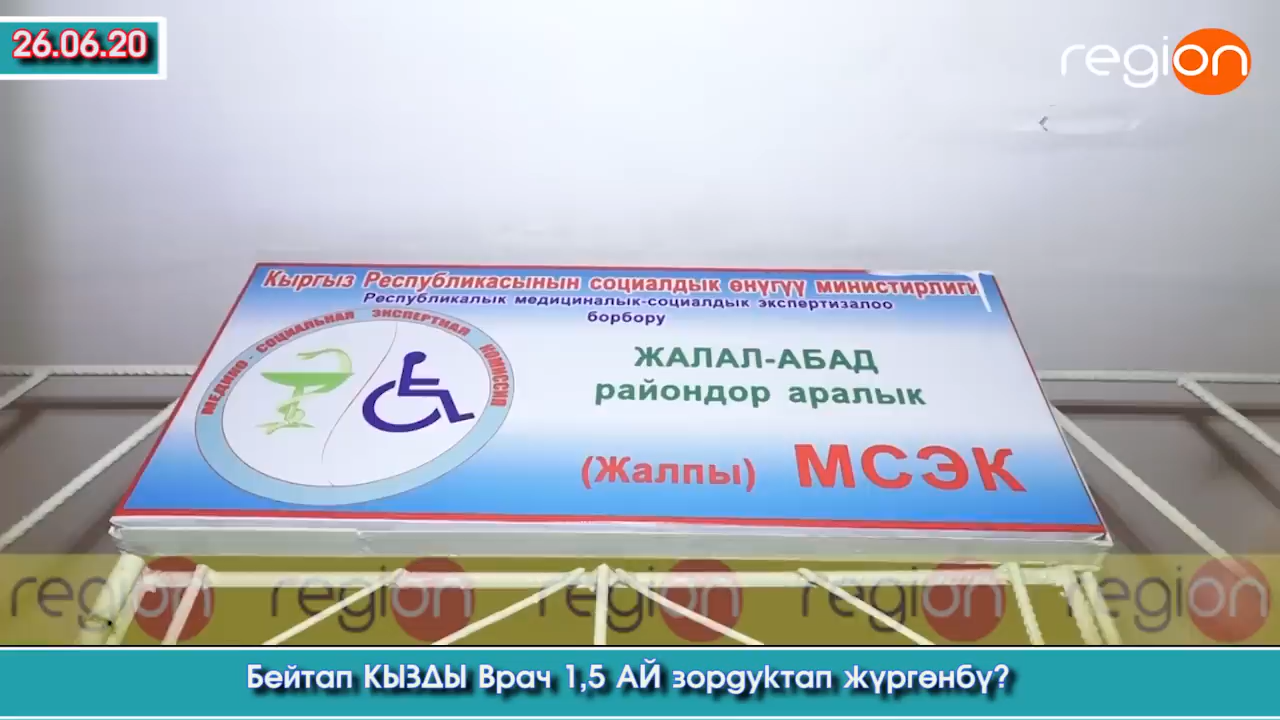 26.06.20
region
Кыргыз Республикасынын социалдык өнүгүү министирлиги
Республикалык медициналык-социалдык экспертизалоо
борбору
МЕДИКО - СОЦИАЛЬНАЯ ЭКСПЕРТНАЯ КОМИССИЯ
ЖАЛАЛ-АБАД
райондор аралык
(Жалпы) МСЭК
region region region region region
Бейтап КЫЗДЫ Врач 1,5 АЙ зордуктап жүргөнбү?